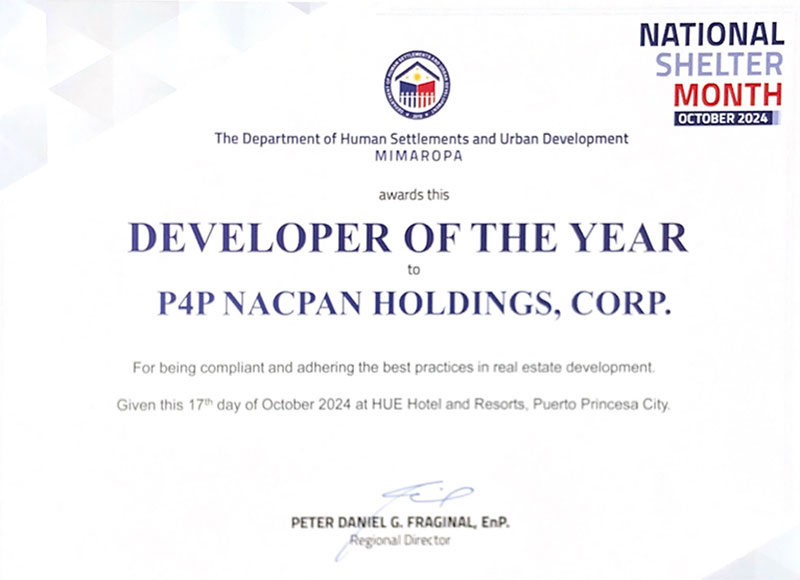 NATIONAL
SHELTER
MONTH
OCTOBER 2024
The Department of Human Settlements and Urban Development
MIMAROPA
awards this
DEVELOPER OF THE YEAR
to
P4P NACPAN HOLDINGS, CORP.
For being compliant and adhering the best practices in real estate development.
Given this 17th day of October 2024 at HUE Hotel and Resorts, Puerto Princesa City.
PETER DANIEL G. FRAGINAL, EnP.
Regional Director